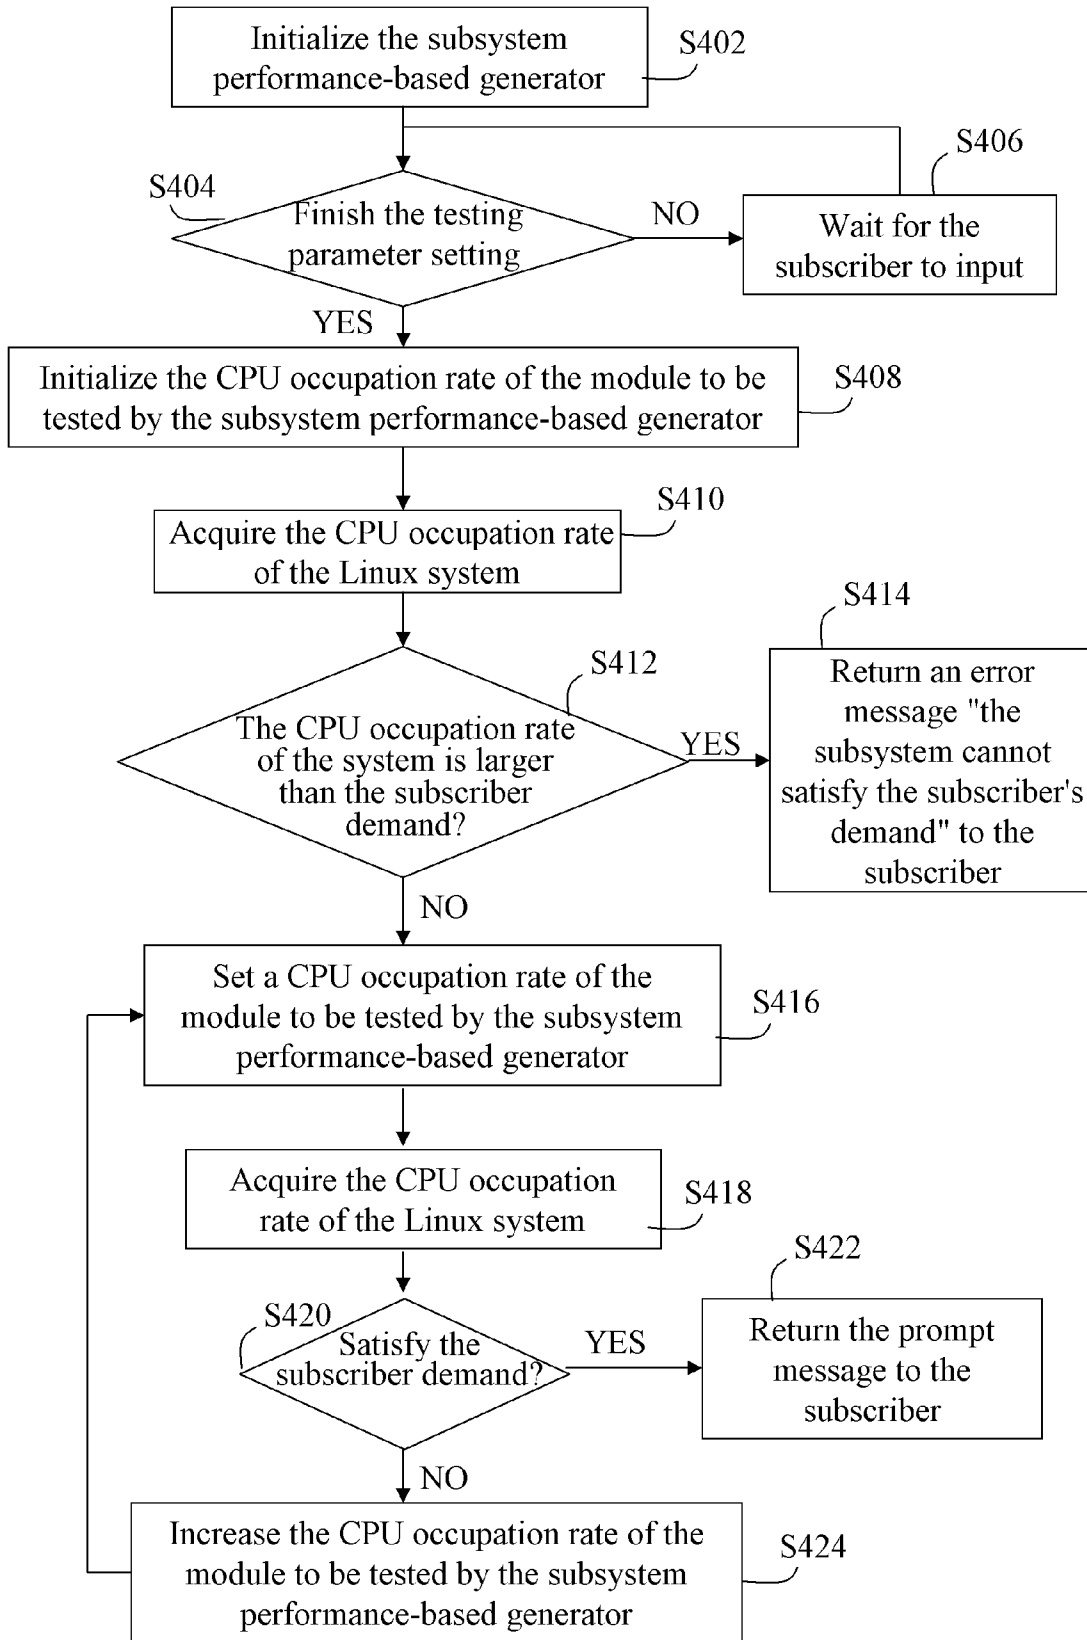 Initialize the subsystem
performance-based generator
S402
S406
S404
Finish the testing
parameter setting
NO
Wait for the
subscriber to input
YES
Initialize the CPU occupation rate of the module to be
tested by the subsystem performance-based generator
S408
S410
Acquire the CPU occupation rate
of the Linux system
S414
S412
The CPU occupation rate
of the system is larger
than the subscriber
demand?
YES
Return an error
message "the
subsystem cannot
satisfy the subscriber's
demand" to the
subscriber
NO
Set a CPU occupation rate of the
module to be tested by the subsystem
performance-based generator
S416
Acquire the CPU occupation
rate of the Linux system
S418
S422
S420
Satisfy the
subscriber demand?
YES
Return the prompt
message to the
subscriber
NO
Increase the CPU occupation rate of the
module to be tested by the subsystem
performance-based generator
S424